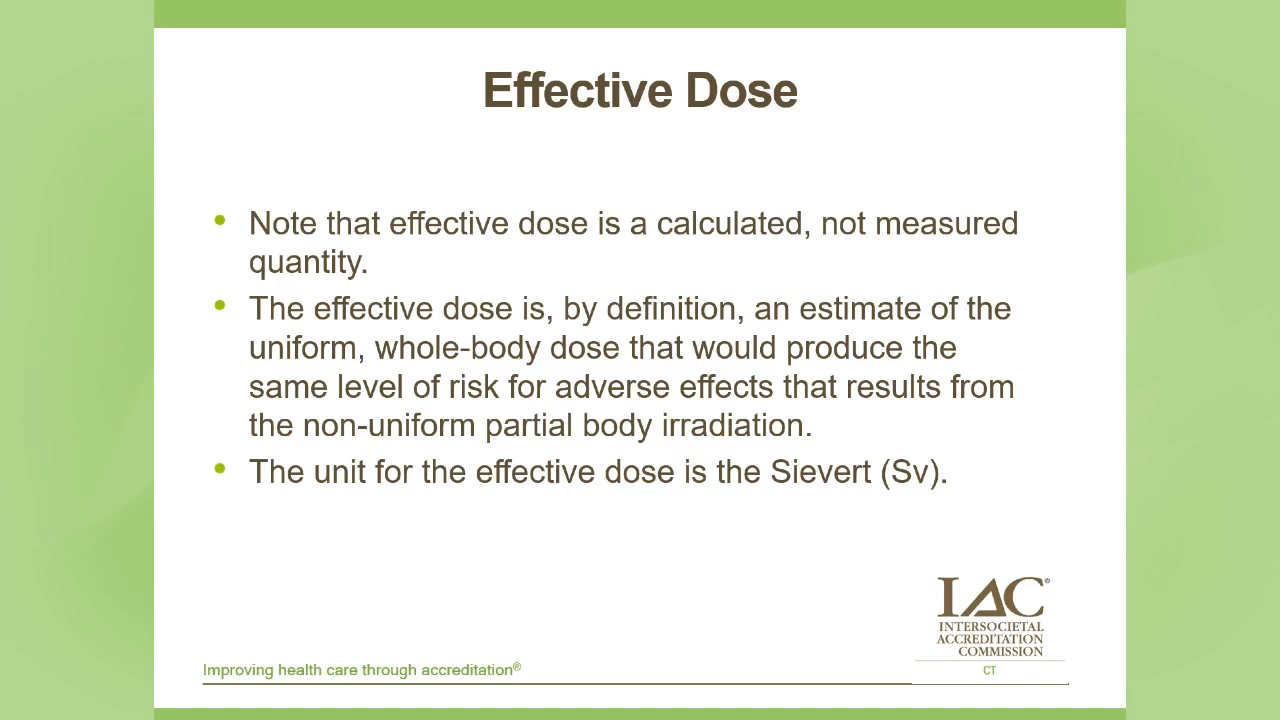 Effective Dose
• Note that effective dose is a calculated, not measured
quantity.
• The effective dose is, by definition, an estimate of the
uniform, whole-body dose that would produce the
same level of risk for adverse effects that results from
the non-uniform partial body irradiation.
• The unit for the effective dose is the Sievert (Sv).
IAC®
INTERSOCIETAL
ACCREDITATION
COMMISSION
CT
Improving health care through accreditation®